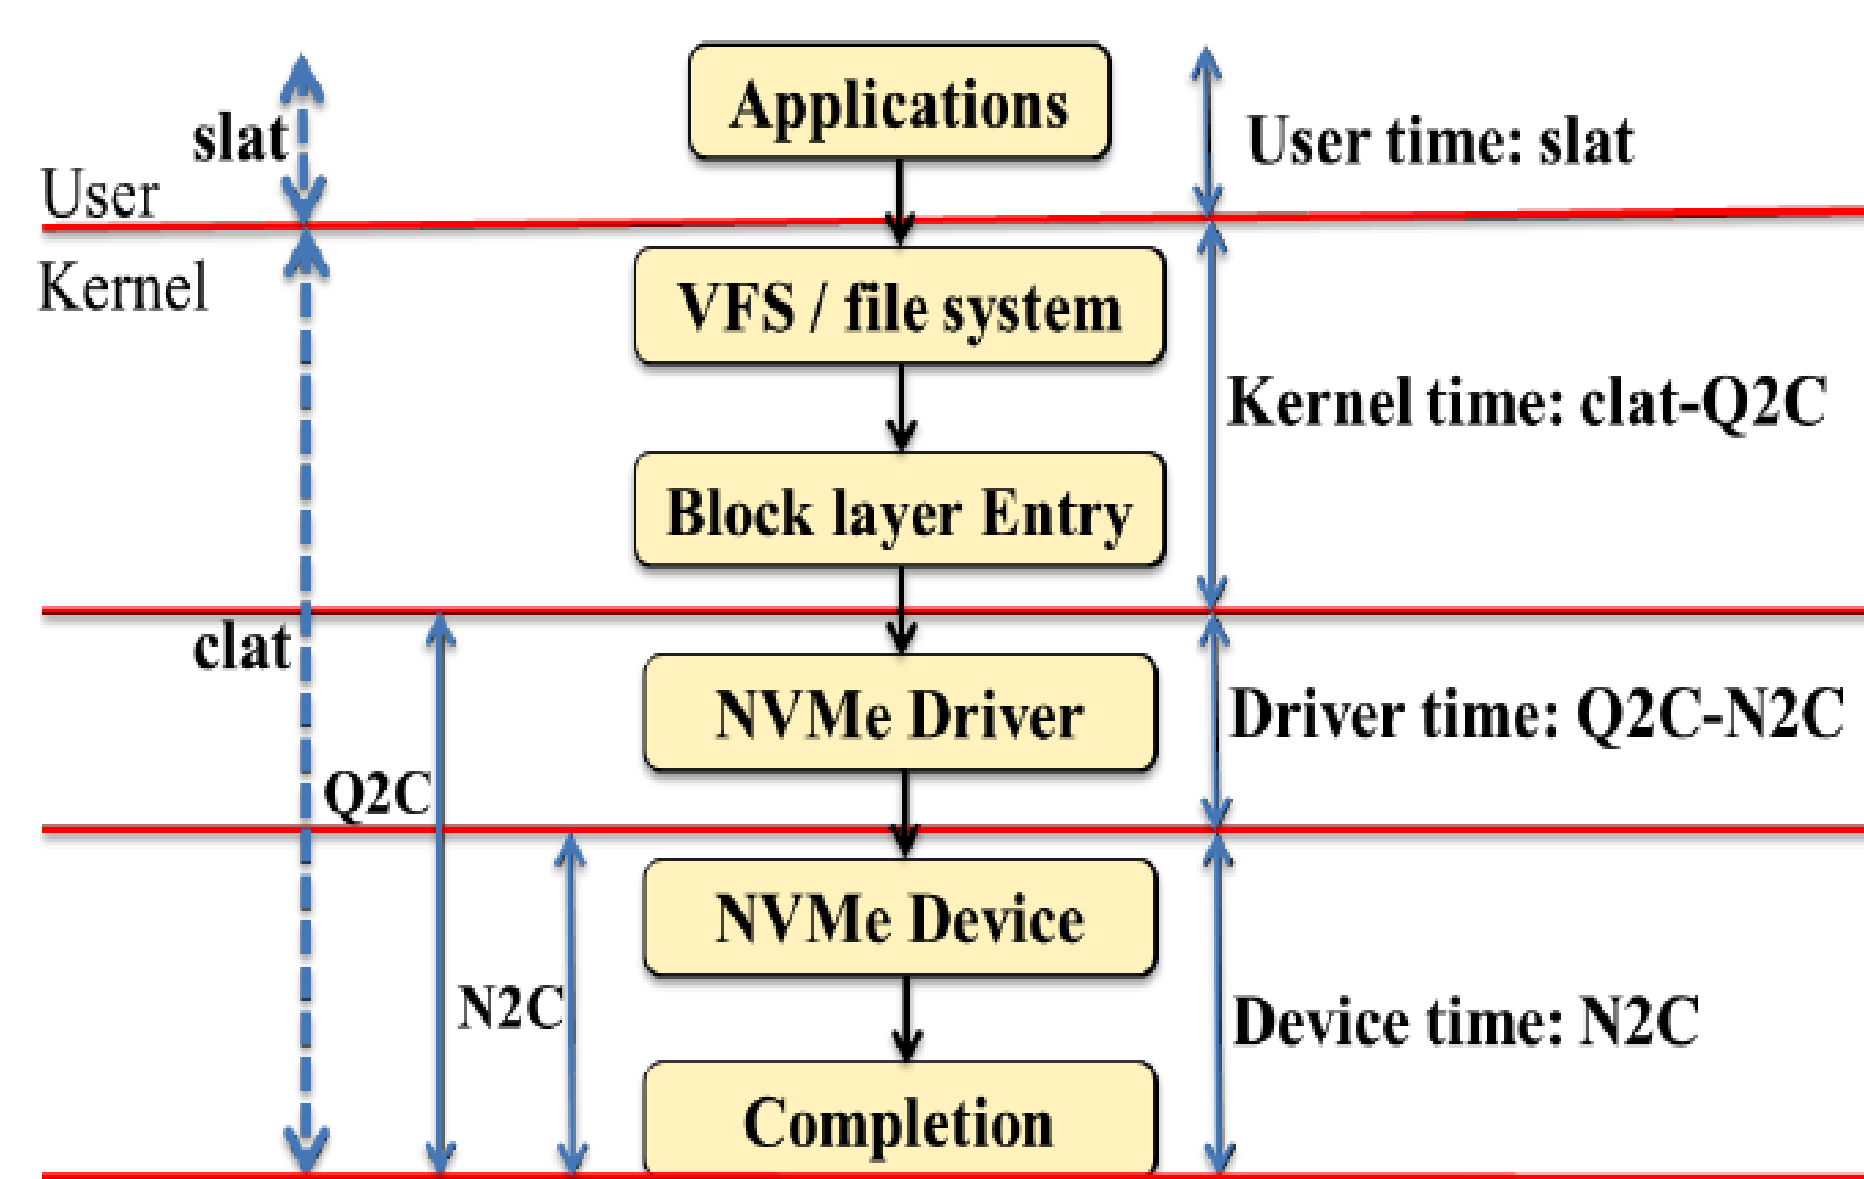 Applications
slat
User time: slat
User
Kernel
VFS / file system
Kernel time: clat-Q2C
Block layer Entry
clat
NVMe Driver
Driver time: Q2C-N2C
Q2C
NVMe Device
N2C
Device time: N2C
Completion